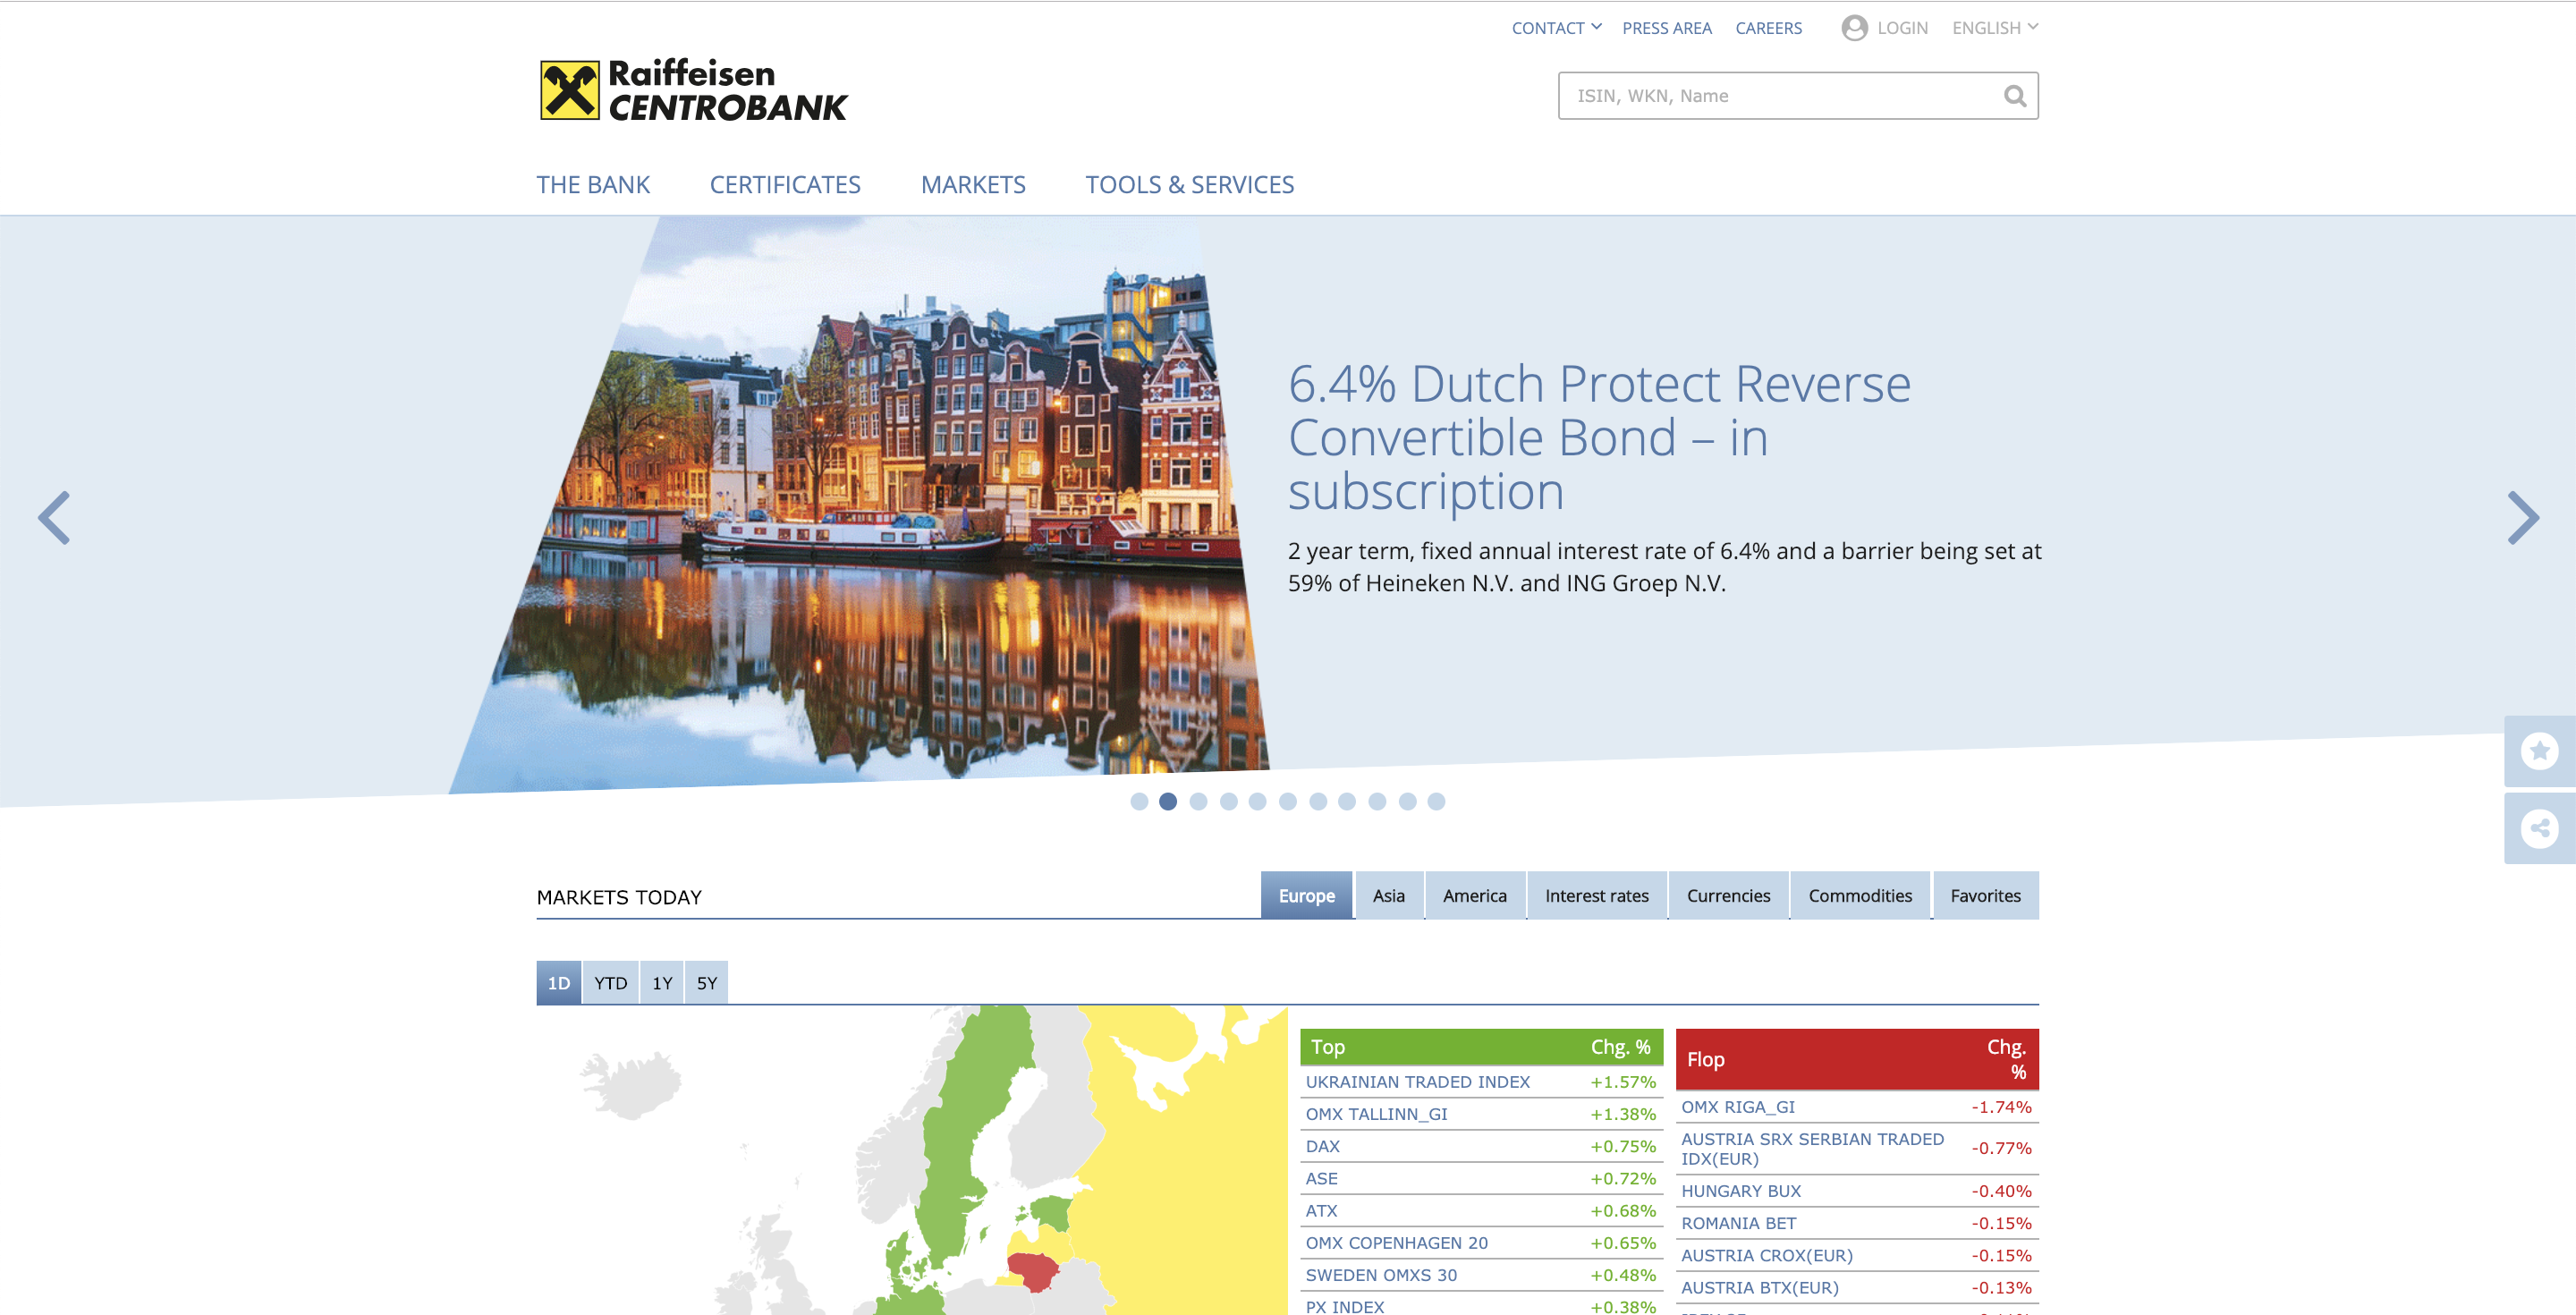 CONTACT PRESS AREA CAREERS LOGIN ENGLISH
Raiffeisen
CENTROBANK
ISIN, WKN, Name
THE BANK CERTIFICATES MARKETS TOOLS & SERVICES
6.4% Dutch Protect Reverse
Convertible Bond – in
subscription
2 year term, fixed annual interest rate of 6.4% and a barrier being set at
59% of Heineken N.V. and ING Groep N.V.
MARKETS TODAY
Europe Asia America Interest rates Currencies Commodities Favorites
1D YTD 1Y 5Y
Top Chg. %
UKRAINIAN TRADED INDEX +1.57%
OMX TALLINN_GI +1.38%
DAX +0.75%
ASE +0.72%
ATX +0.68%
OMX COPENHAGEN 20 +0.65%
SWEDEN OMXS 30 +0.48%
PX INDEX +0.38%
Flop Chg.
%
OMX RIGA_GI -1.74%
AUSTRIA SRX SERBIAN TRADED
IDX(EUR) -0.77%
HUNGARY BUX -0.40%
ROMANIA BET -0.15%
AUSTRIA CROX(EUR) -0.15%
AUSTRIA BTX(EUR) -0.13%